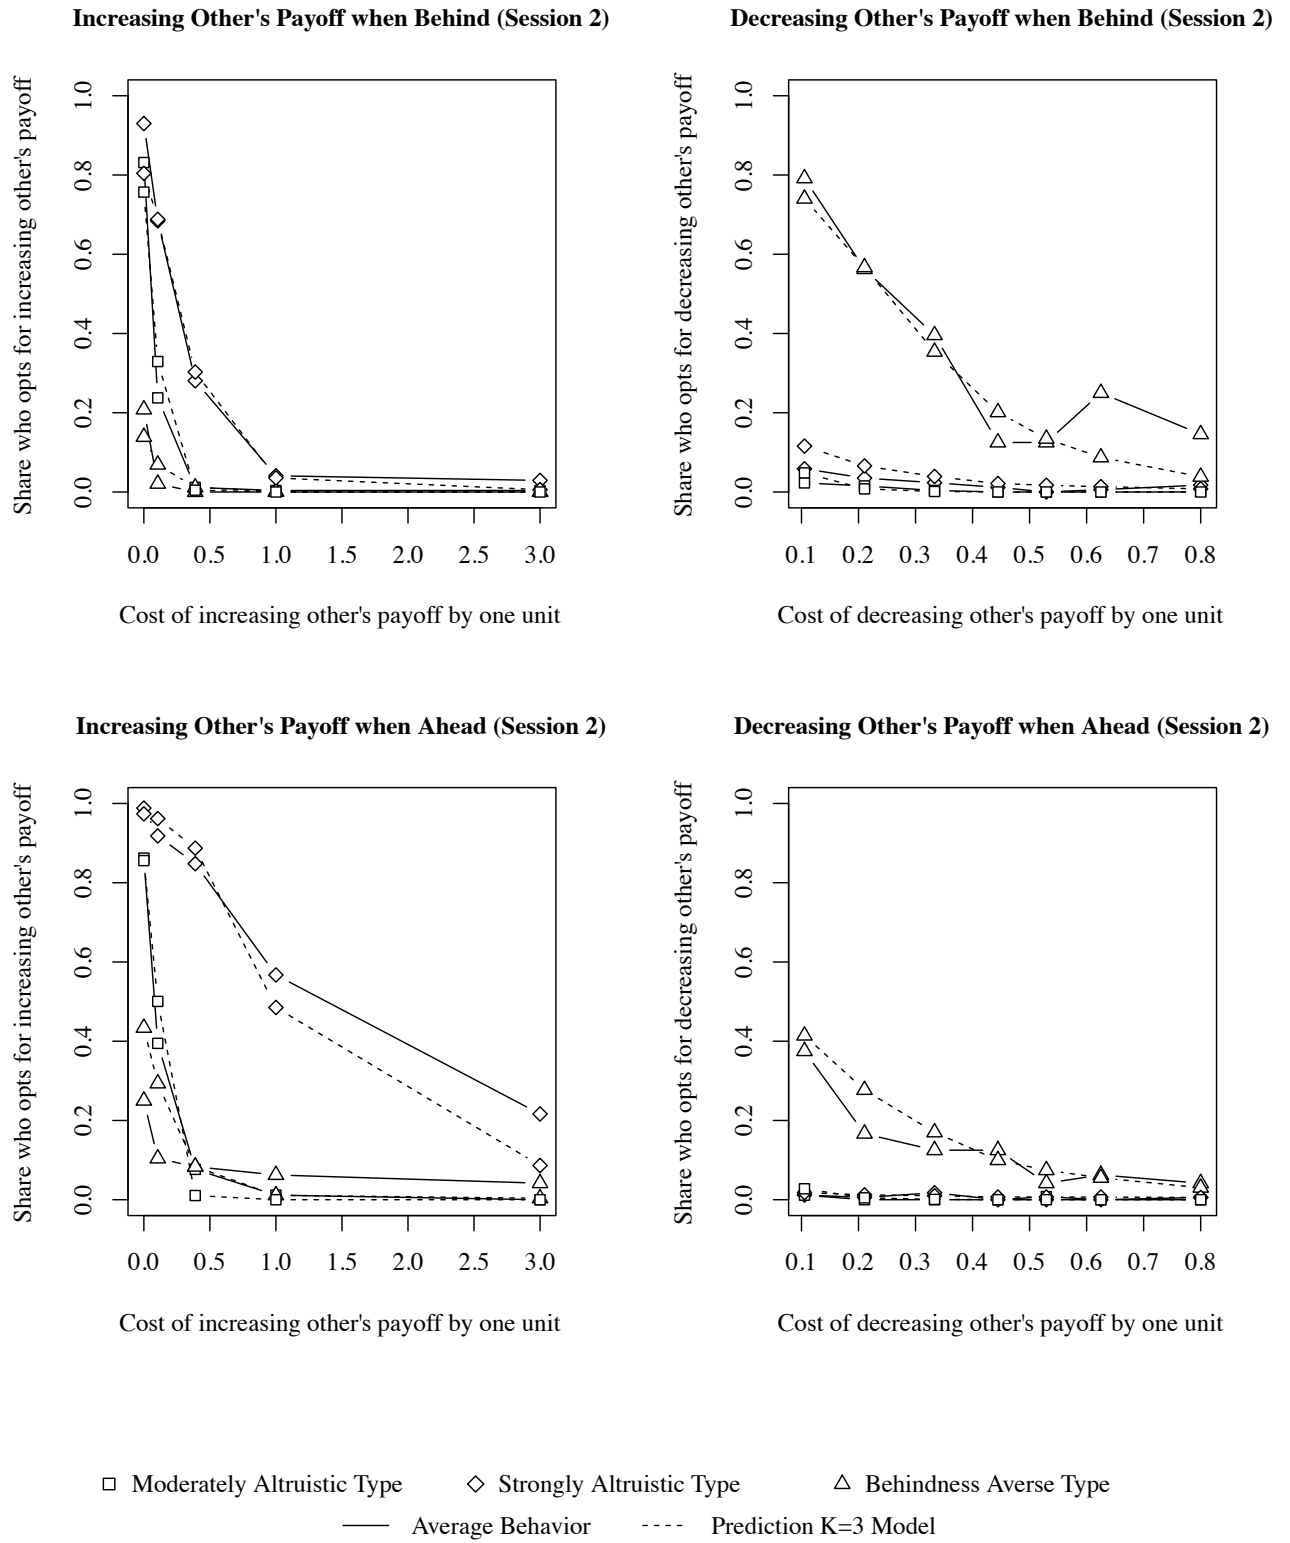 Increasing Other's Payoff when Behind (Session 2)
Share who opts for increasing other's payoff
1.0
0.8
0.6
0.4
0.2
0.0
0.0 0.5 1.0 1.5 2.0 2.5 3.0
Cost of increasing other's payoff by one unit
Decreasing Other's Payoff when Behind (Session 2)
Share who opts for decreasing other's payoff
1.0
0.8
0.6
0.4
0.2
0.0
0.1 0.2 0.3 0.4 0.5 0.6 0.7 0.8
Cost of decreasing other's payoff by one unit
Increasing Other's Payoff when Ahead (Session 2)
Share who opts for increasing other's payoff
1.0
0.8
0.6
0.4
0.2
0.0
0.0 0.5 1.0 1.5 2.0 2.5 3.0
Cost of increasing other's payoff by one unit
Decreasing Other's Payoff when Ahead (Session 2)
Share who opts for decreasing other's payoff
1.0
0.8
0.6
0.4
0.2
0.0
0.1 0.2 0.3 0.4 0.5 0.6 0.7 0.8
Cost of decreasing other's payoff by one unit
Moderately Altruistic Type Strongly Altruistic Type Behindness Averse Type
Average Behavior Prediction K=3 Model